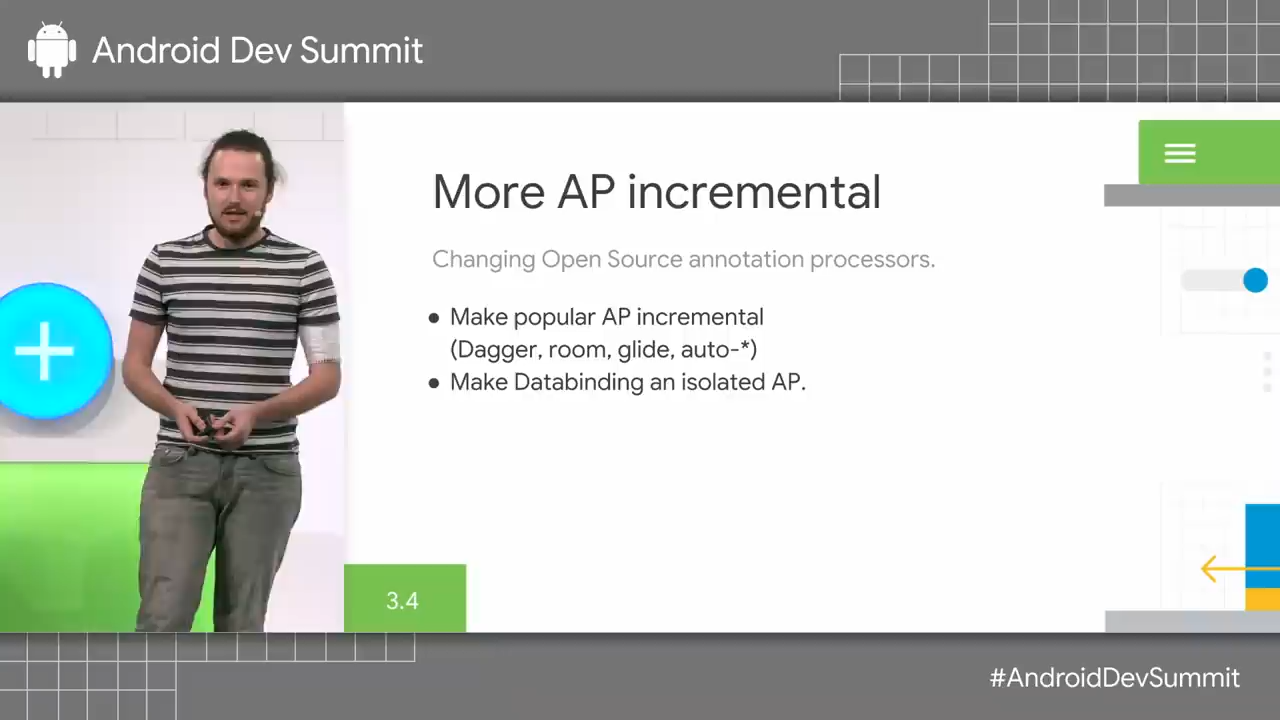 Android Dev Summit
More AP incremental
Changing Open Source annotation processors.
● Make popular AP incremental
(Dagger, room, glide, auto-*)
● Make Databinding an isolated AP.
3.4
#AndroidDevSummit